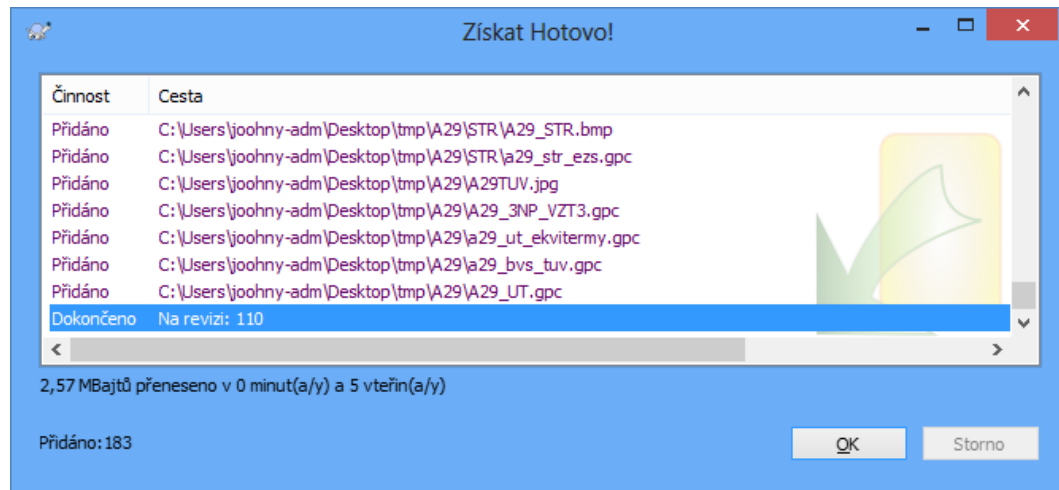 Získat Hotovo!
Činnost Cesta
Přidáno C:\Users\joohny-adm\Desktop\tmp\A29\STR\A29_STR.bmp
Přidáno C:\Users\joohny-adm\Desktop\tmp\A29\STR\a29_str_ezs.gpc
Přidáno C:\Users\joohny-adm\Desktop\tmp\A29\A29TUV.jpg
Přidáno C:\Users\joohny-adm\Desktop\tmp\A29\A29_3NP_VZT3.gpc
Přidáno C:\Users\joohny-adm\Desktop\tmp\A29\a29_ut_ekvitermy.gpc
Přidáno C:\Users\joohny-adm\Desktop\tmp\A29\a29_bvs_tuv.gpc
Přidáno C:\Users\joohny-adm\Desktop\tmp\A29\A29_UT.gpc
Dokončeno Na revizi: 110
2,57 MBajtů přeneseno v 0 minut(a/y) a 5 vteřin(a/y)
Přidáno: 183
OK Storno